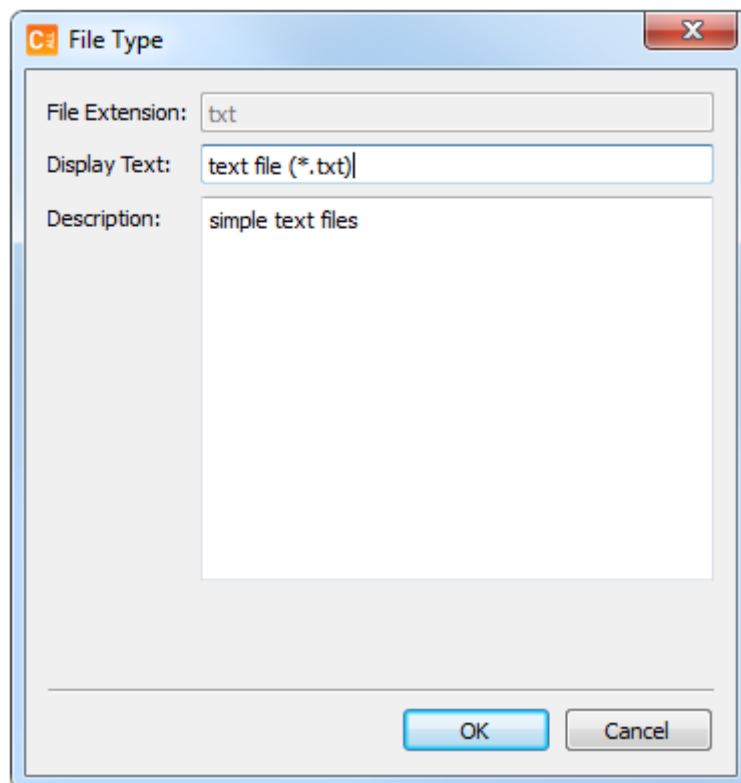 File Type
File Extension: txt
Display Text: text file (*.txt)
Description: simple text files
OK Cancel